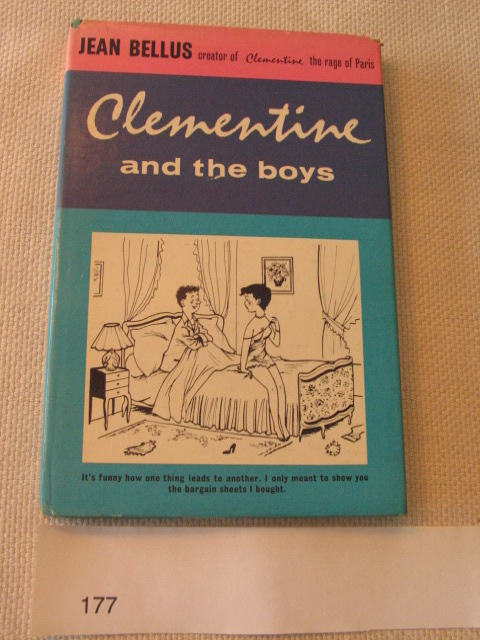 JEAN BELLUS creator of Clementine the rage of Paris
Clementine
and the boys
It's funny how one thing leads to another. I only meant to show you
the bargain sheets I bought.
177